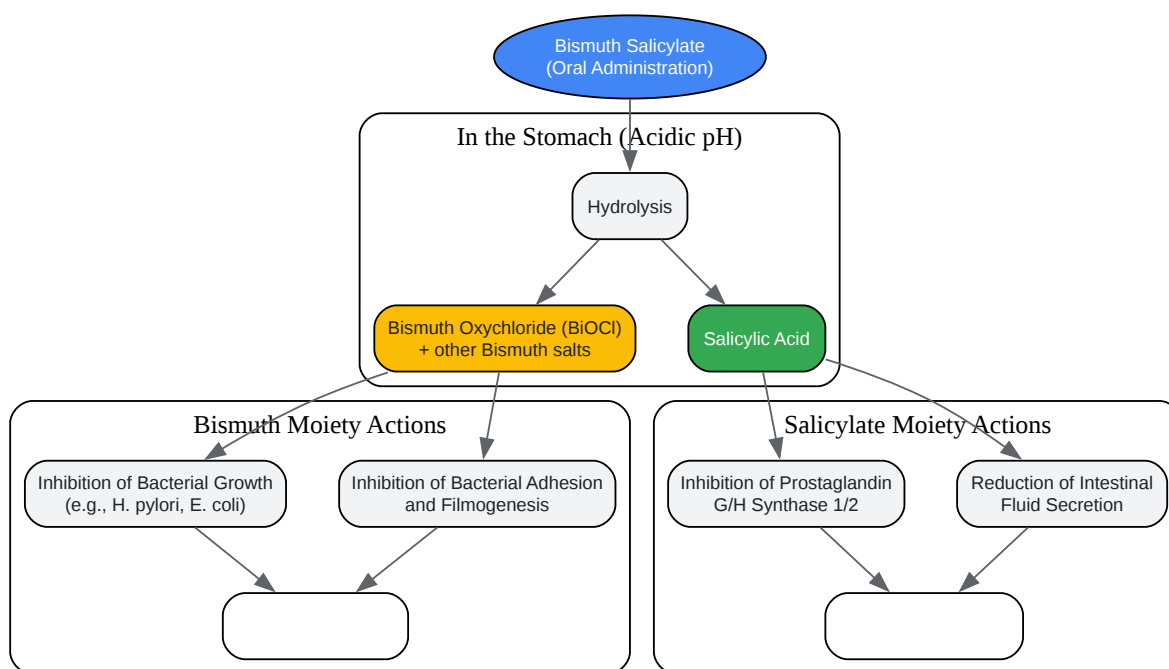 Bismuth Salicylate
(Oral Administration)
In the Stomach (Acidic pH)
Hydrolysis
Bismuth Oxychloride (BiOCl)
+ other Bismuth salts
Salicylic Acid
Bismuth Moiety Actions
Inhibition of Bacterial Growth
(e.g., H. pylori, E. coli)
Inhibition of Bacterial Adhesion
and Filmogenesis
Salicylate Moiety Actions
Inhibition of Prostaglandin
G/H Synthase 1/2
Reduction of Intestinal
Fluid Secretion